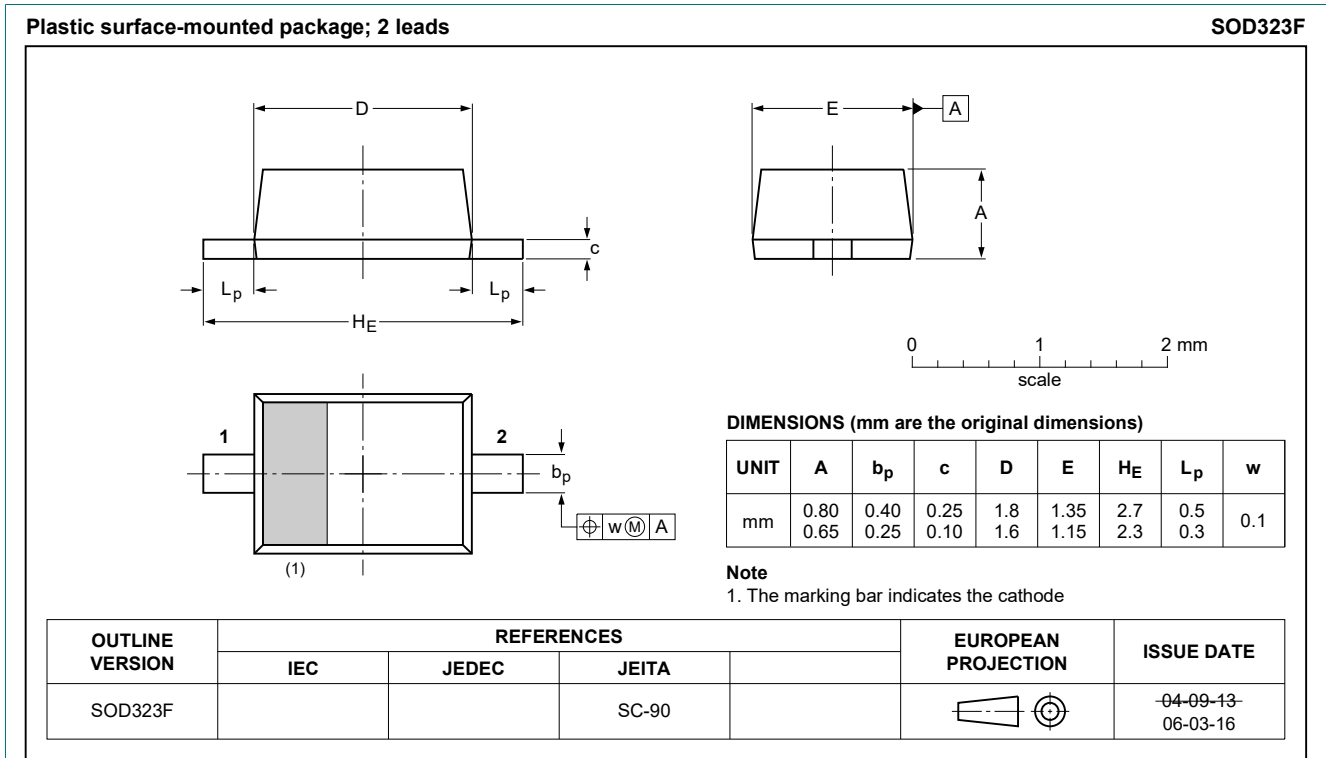 Plastic surface-mounted package; 2 leads SOD323F
D
E
A
A
c
Lp
Lp
HE
0 1 2 mm
scale
1
2
bp
w M A
(1)
DIMENSIONS (mm are the original dimensions)
UNIT A bp c D E HE Lp w
mm 0.80 0.40 0.25 1.8 1.35 2.7 0.5 0.1
0.65 0.25 0.10 1.6 1.15 2.3 0.3
Note
1. The marking bar indicates the cathode
OUTLINE VERSION REFERENCES EUROPEAN PROJECTION ISSUE DATE
IEC JEDEC JEITA
SOD323F SC-90 04-09-13
06-03-16